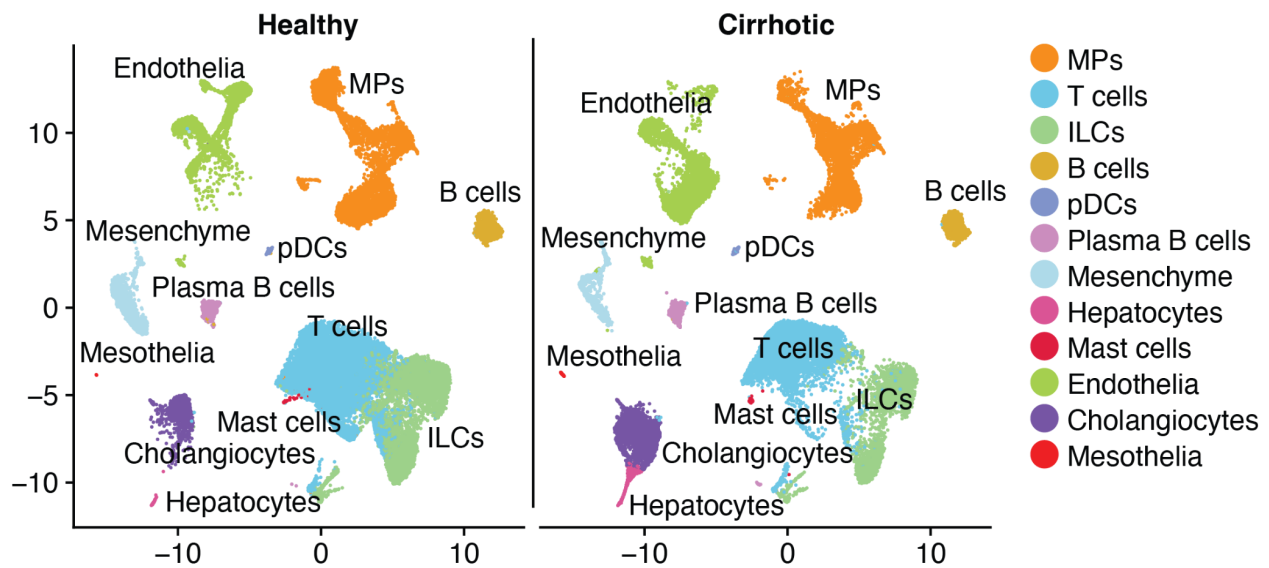 Healthy
Cirrhotic
Endothelia
MPs
B cells
Mesenchyme
pDCs
Plasma B cells
T cells
Mesothelia
Mast cells
ILCs
Cholangiocytes
Hepatocytes
10
5
0
−5
−10
−10 0 10
Endothelia
MPs
B cells
Mesenchyme
pDCs
Plasma B cells
T cells
Mesothelia
Mast cells
ILCs
Cholangiocytes
Hepatocytes
−10 0 10
MPs
T cells
ILCs
B cells
pDCs
Plasma B cells
Mesenchyme
Hepatocytes
Mast cells
Endothelia
Cholangiocytes
Mesothelia